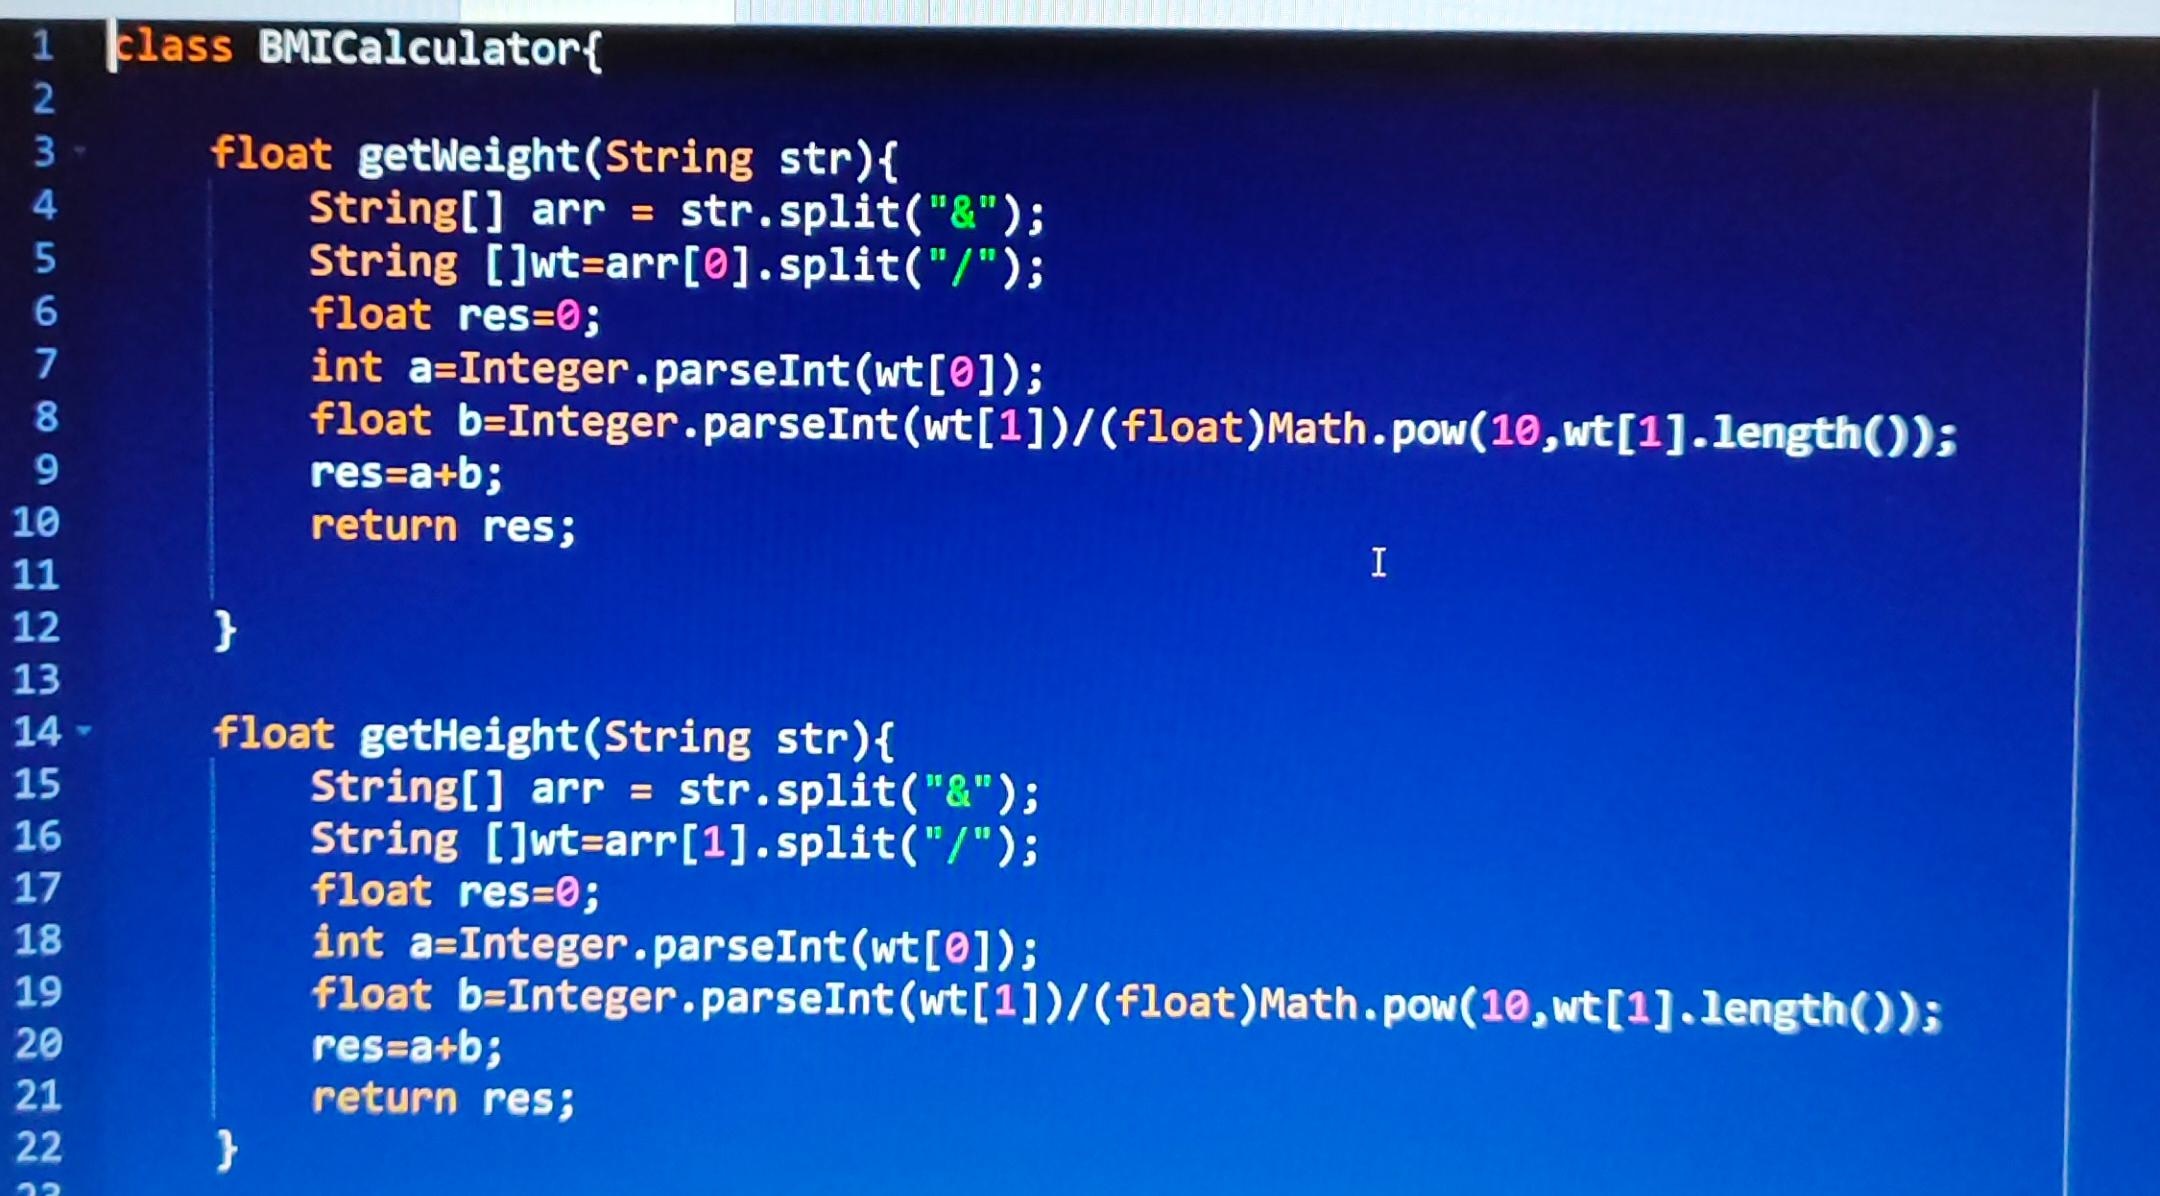 1 class BMICalculator{
2
3 float getWeight(String str){
4 String[] arr = str.split("&");
5 String []wt=arr[0].split("/");
6 float res=0;
7 int a=Integer.parseInt(wt[0]);
8 float b=Integer.parseInt(wt[1])/(float)Math.pow(10,wt[1].length());
9 res=a+b;
10 return res;
11
12 }
13
14 float getHeight(String str){
15 String[] arr = str.split("&");
16 String []wt=arr[1].split("/");
17 float res=0;
18 int a=Integer.parseInt(wt[0]);
19 float b=Integer.parseInt(wt[1])/(float)Math.pow(10,wt[1].length());
20 res=a+b;
21 return res;
22 }
23